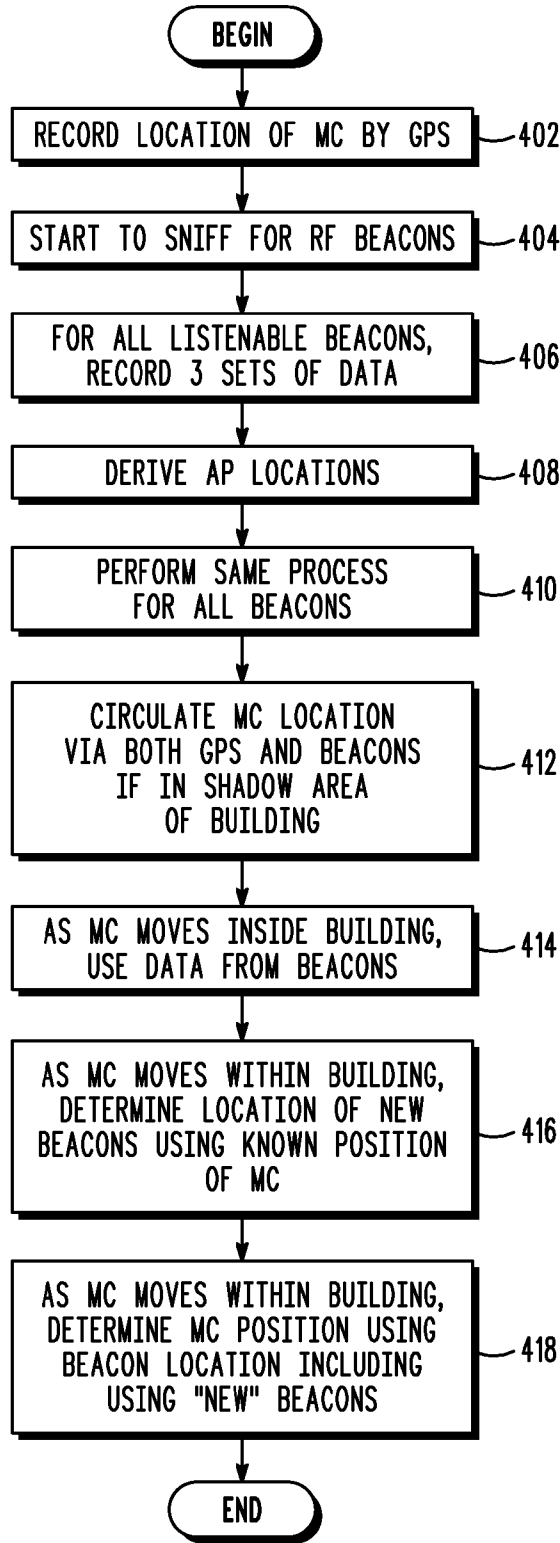 BEGIN
RECORD LOCATION OF MC BY GPS
402
START TO SNIFF FOR RF BEACONS
404
FOR ALL LISTENABLE BEACONS,
RECORD 3 SETS OF DATA
406
DERIVE AP LOCATIONS
408
PERFORM SAME PROCESS
FOR ALL BEACONS
410
CIRCULATE MC LOCATION
VIA BOTH GPS AND BEACONS
IF IN SHADOW AREA
OF BUILDING
412
AS MC MOVES INSIDE BUILDING,
USE DATA FROM BEACONS
414
AS MC MOVES WITHIN BUILDING,
DETERMINE LOCATION OF NEW
BEACONS USING KNOWN POSITION
OF MC
416
AS MC MOVES WITHIN BUILDING,
DETERMINE MC POSITION USING
BEACON LOCATION INCLUDING
USING "NEW" BEACONS
418
END